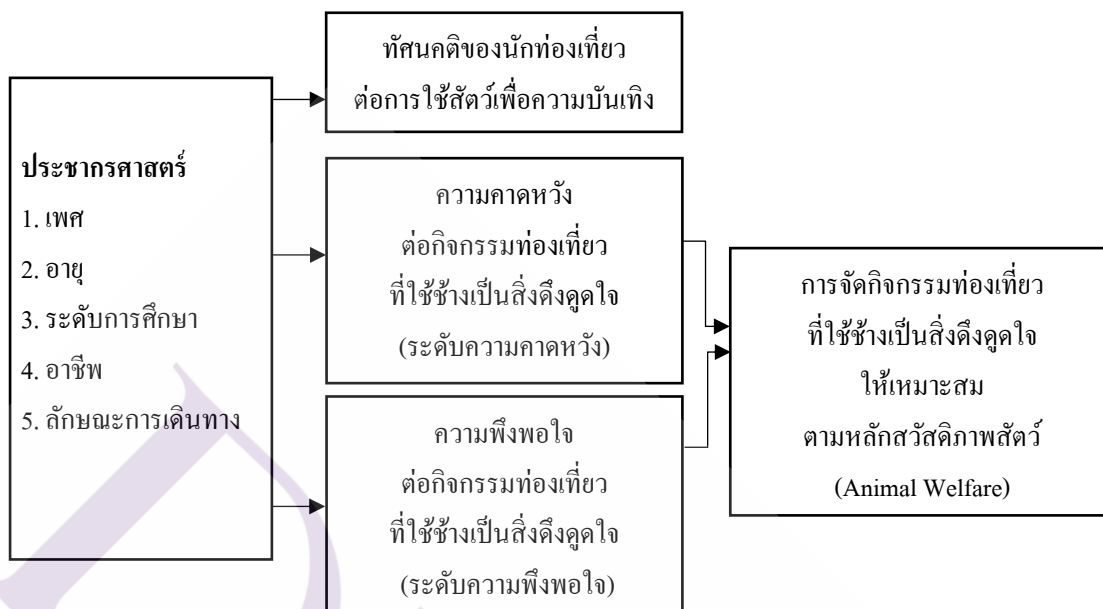 ทัศนคติของนักท่องเที่ยว
ต่อการใช้สัตว์เพื่อความบันเทิง
ประชากรศาสตร์
1. เพศ
2. อายุ
3. ระดับการศึกษา
4. อาชีพ
5. ลักษณะการเดินทาง
ความคาดหวัง
ต่อกิจกรรมท่องเที่ยว
ที่ใช้ช้างเป็นสิ่งดึงดูดใจ
(ระดับความคาดหวัง)
ความพึงพอใจ
ต่อกิจกรรมท่องเที่ยว
ที่ใช้ช้างเป็นสิ่งดึงดูดใจ
(ระดับความพึงพอใจ)
การจัดกิจกรรมท่องเที่ยว
ที่ใช้ช้างเป็นสิ่งดึงดูดใจ
ให้เหมาะสม
ตามหลักสวัสดิภาพสัตว์
(Animal Welfare)